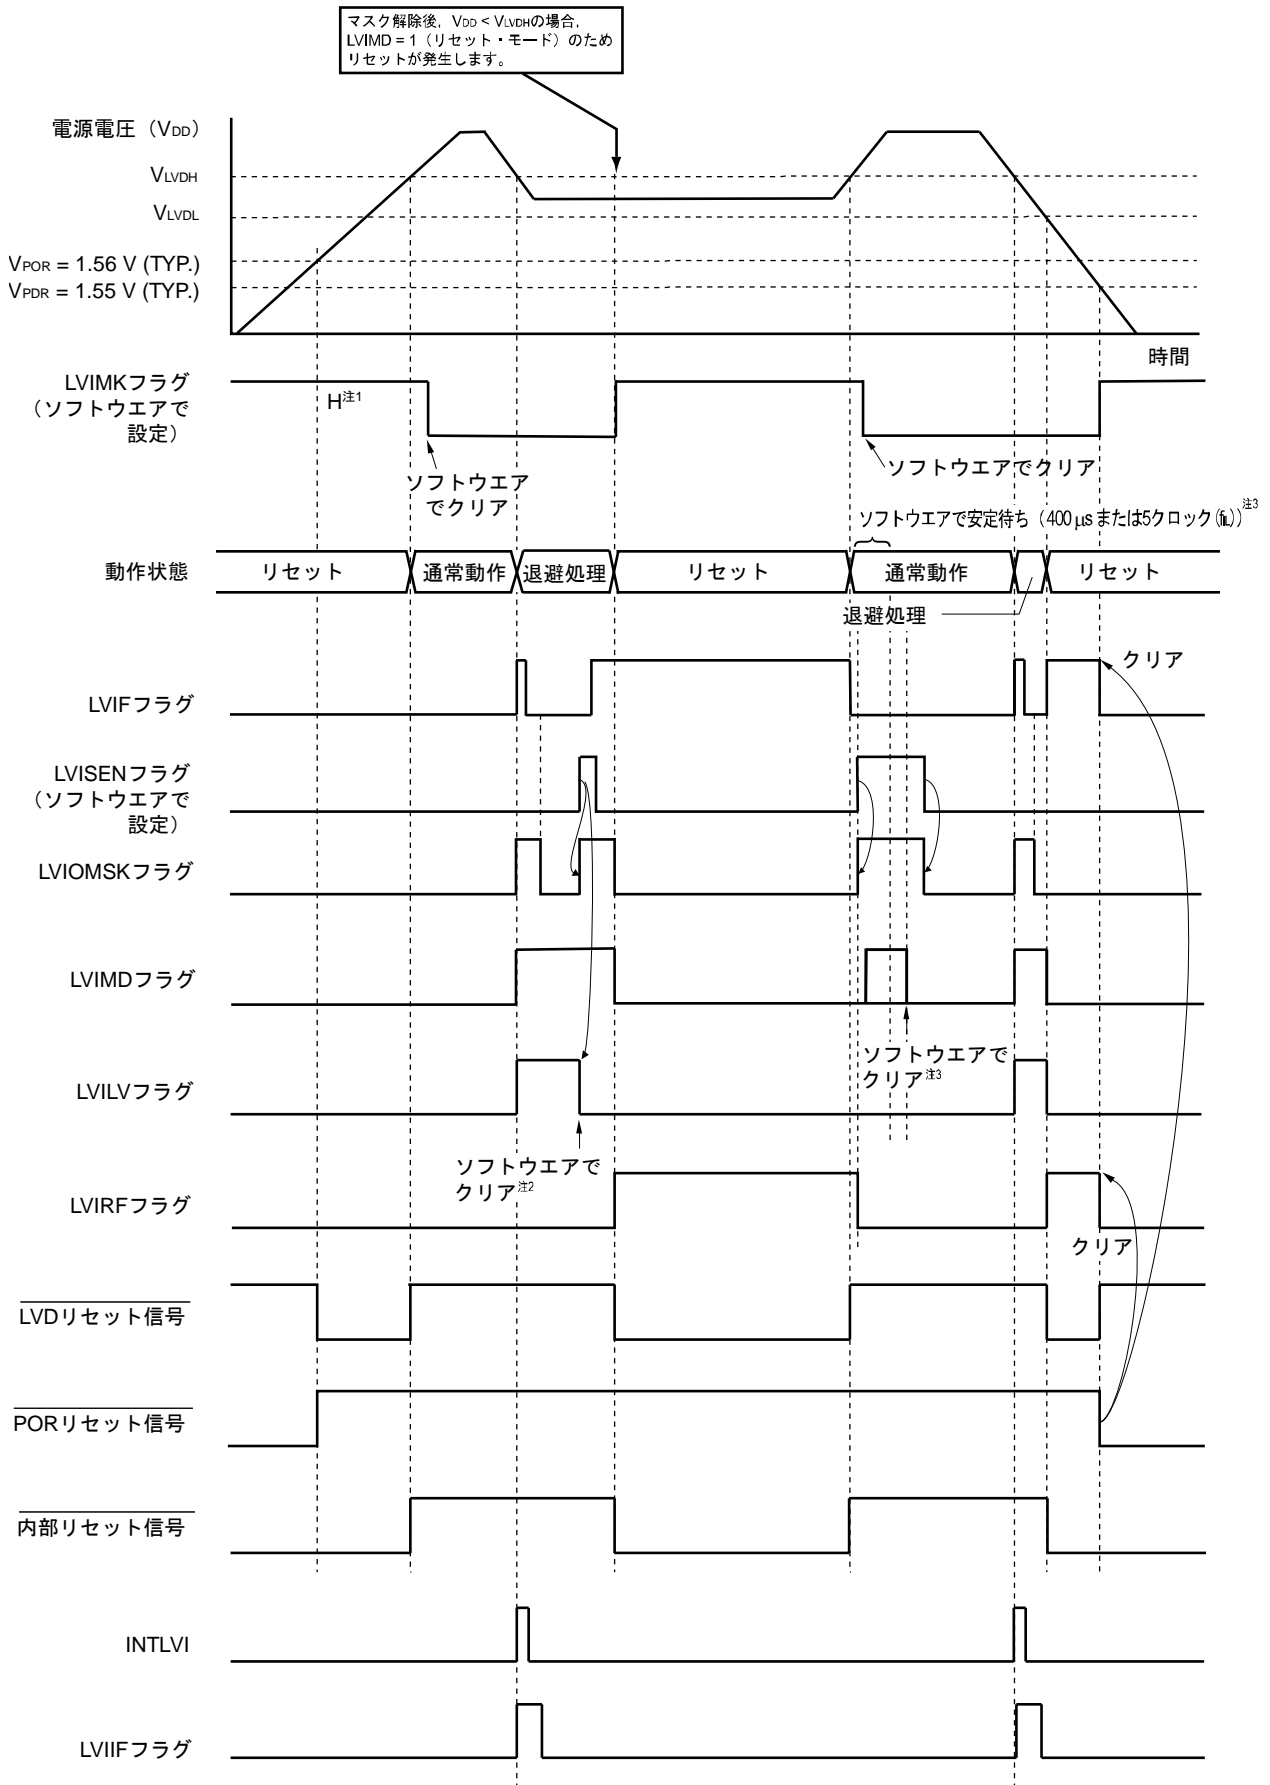 マスク解除後，VDD < VLVDHの場合，
LVIMD = 1（リセット・モード）のため
リセットが発生します。
電源電圧（VDD）
VLVDH
VLVDL
VPOR = 1.56 V (TYP.)
VPDR = 1.55 V (TYP.)
時間
LVIMKフラグ
（ソフトウエアで
設定）
H注1
ソフトウエア
でクリア
ソフトウエアでクリア
ソフトウエアで安定待ち（400 μs または5クロック(fIL)）注3
動作状態
リセット
通常動作
退避処理
リセット
通常動作
リセット
退避処理
クリア
LVIFフラグ
LVISENフラグ
（ソフトウエアで
設定）
LVIOMSKフラグ
LVIMDフラグ
ソフトウエアで
クリア注3
LVILVフラグ
ソフトウエアで
クリア注2
LVIRFフラグ
クリア
LVDリセット信号
PORリセット信号
内部リセット信号
INTLVI
LVIIFフラグ